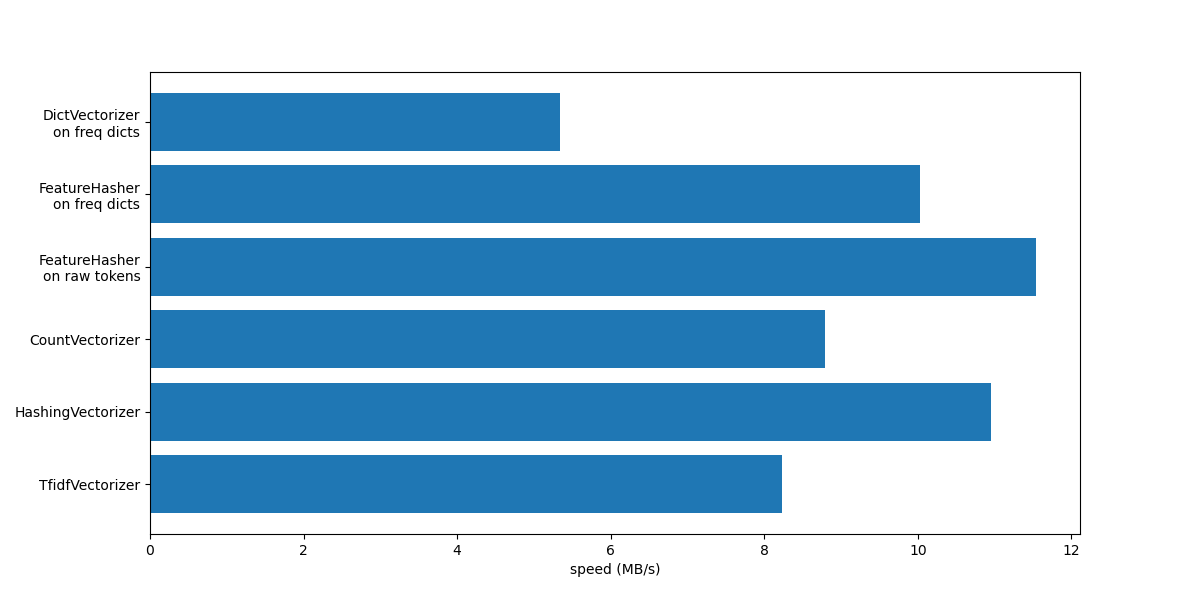 DictVectorizer
on freq dicts
FeatureHasher
on freq dicts
FeatureHasher
on raw tokens
CountVectorizer
HashingVectorizer
TfidfVectorizer
0 2 4 6 8 10 12
speed (MB/s)